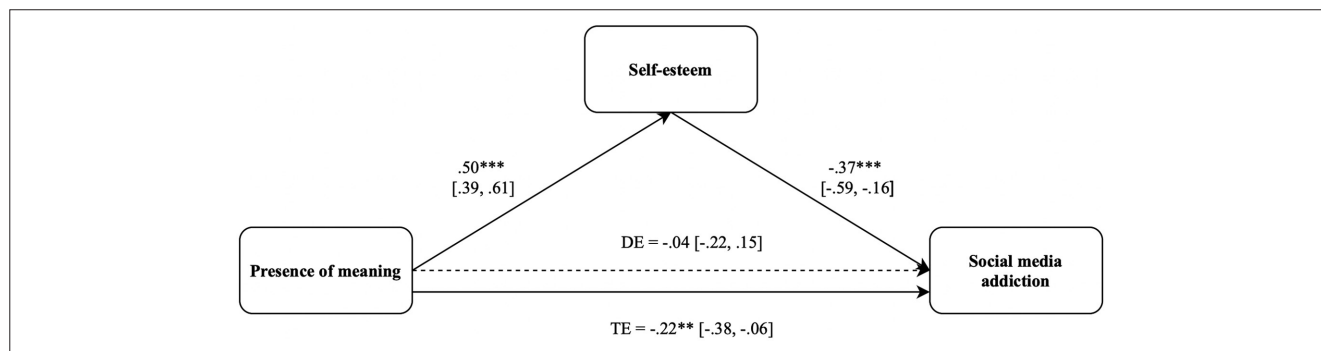 Self-esteem
.50***
[.39, .61]
-.37***
[-.59, -.16]
DE = -.04 [-.22, .15]
Presence of meaning
Social media
addiction
TE = -.22** [-.38, -.06]